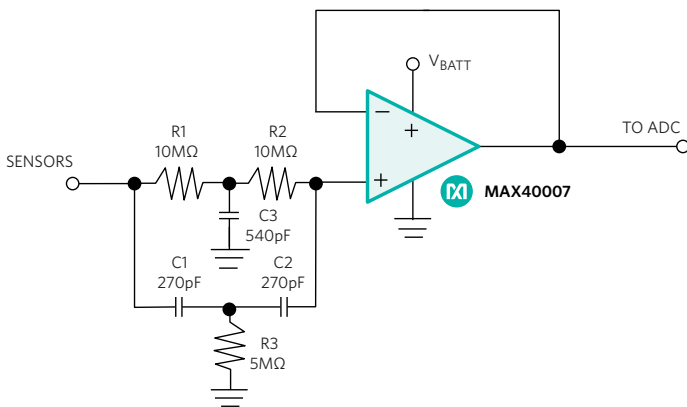 V_BATT
R1
10MΩ
R2
10MΩ
SENSORS
−
+
+
TO ADC
MAX40007
C3
540pF
C1
270pF
C2
270pF
R3
5MΩ